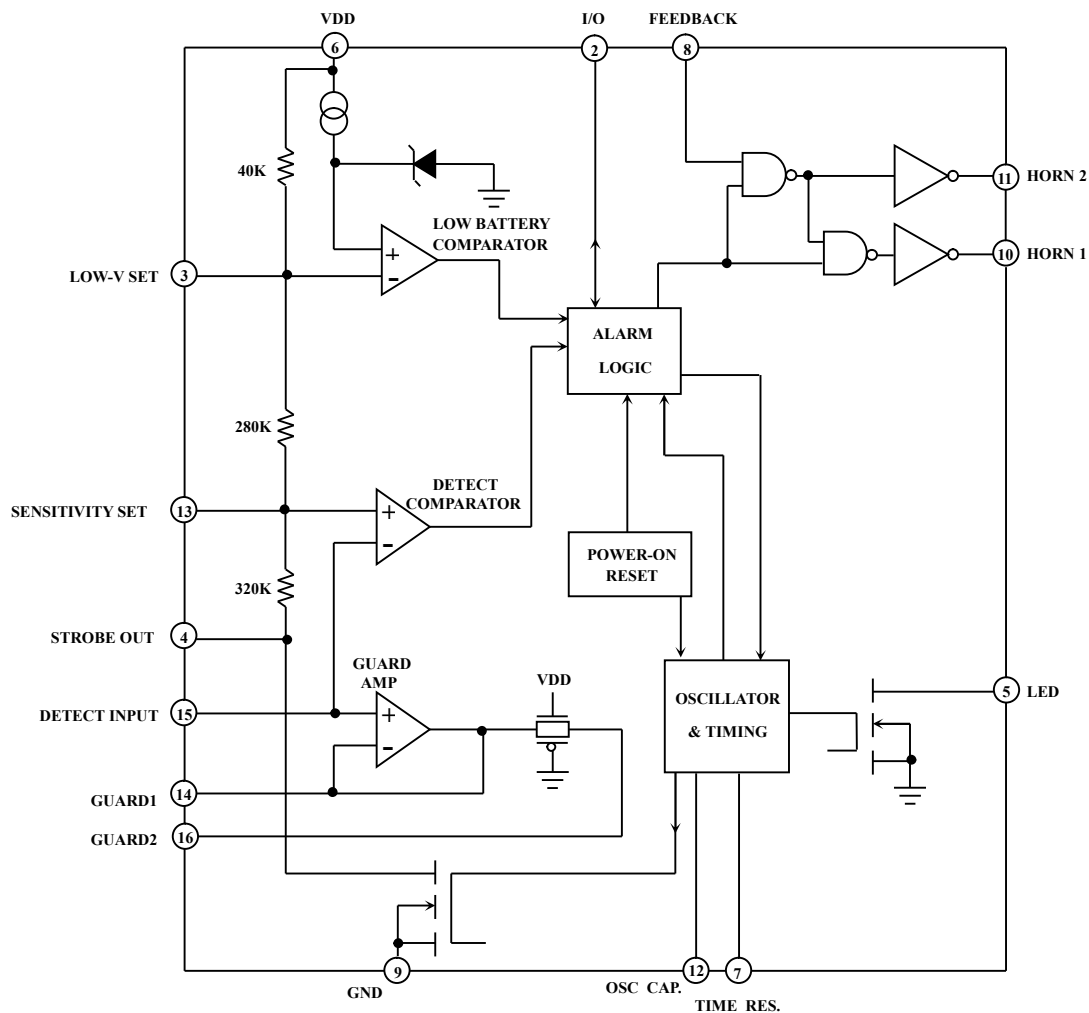 VDD
I/O
FEEDBACK
6
2
8
40K
11
HORN 2
LOW BATTERY
COMPARATOR
+
-
10
HORN 1
LOW-V SET
3
ALARM
LOGIC
280K
DETECT
COMPARATOR
SENSITIVITY SET
13
+
-
POWER-ON
RESET
320K
STROBE OUT
4
GUARD
AMP
VDD
5
LED
OSCILLATOR
& TIMING
DETECT INPUT
15
+
-
GUARD1
14
GUARD2
16
9
12
7
GND
OSC CAP.
TIME RES.